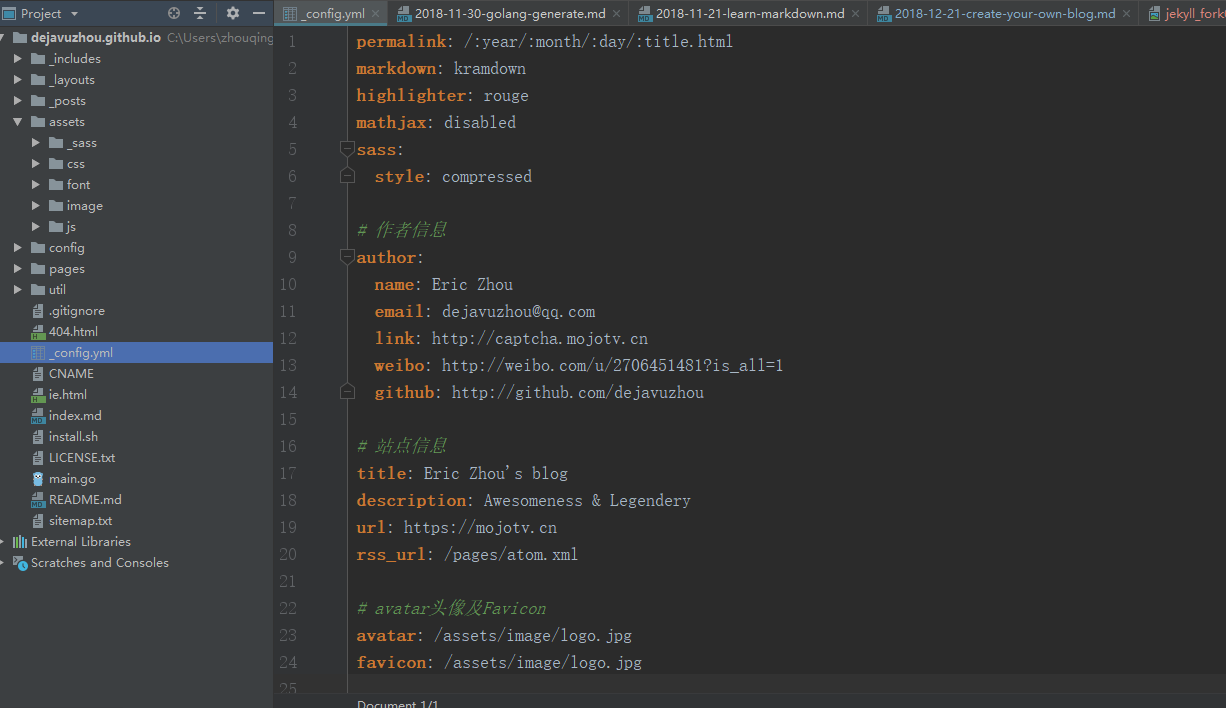 Project
dejavuzhou.github.io C:\Users\zhouqing
_includes
_layouts
_posts
assets
_sass
css
font
image
js
config
pages
util
.gitignore
404.html
_config.yml
CNAME
ie.html
index.md
install.sh
LICENSE.txt
main.go
README.md
sitemap.txt
External Libraries
Scratches and Consoles
_config.yml
2018-11-30-golang-generate.md
2018-11-21-learn-markdown.md
2018-12-21-create-your-own-blog.md
jekyll_fork
1 permalink: /:year/:month/:day/:title.html
2 markdown: kramdown
3 highlighter: rouge
4 mathjax: disabled
5 sass:
6 style: compressed
7
8 # 作者信息
9 author:
10 name: Eric Zhou
11 email: dejavuzhou@qq.com
12 link: http://captcha.mojotv.cn
13 weibo: http://weibo.com/u/2706451481?is_all=1
14 github: http://github.com/dejavuzhou
15
16 # 站点信息
17 title: Eric Zhou's blog
18 description: Awesomeness & Legendery
19 url: https://mojotv.cn
20 rss_url: /pages/atom.xml
21
22 # avatar头像及Favicon
23 avatar: /assets/image/logo.jpg
24 favicon: /assets/image/logo.jpg
25
Document 1/1